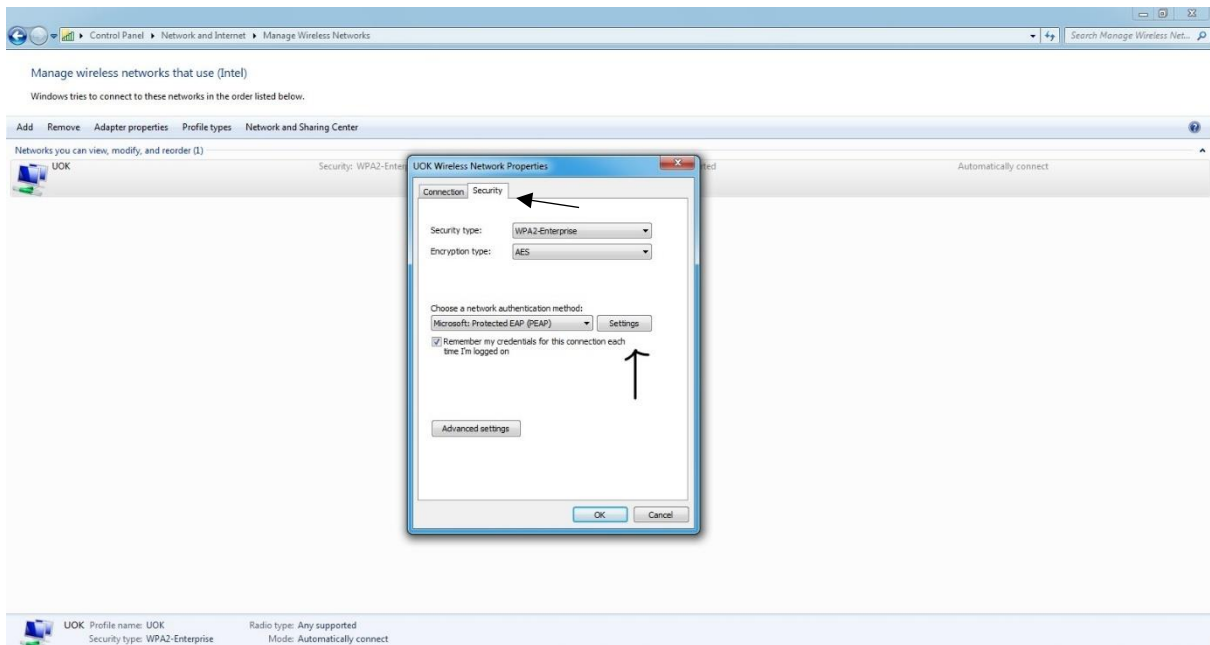 Control Panel ▸ Network and Internet ▸ Manage Wireless Networks
Search Manage Wireless Net...
Manage wireless networks that use (Intel)
Windows tries to connect to these networks in the order listed below.
Add Remove Adapter properties Profile types Network and Sharing Center
Networks you can view, modify, and reorder (1)
UOK Security: WPA2-Enter ted Automatically connect
UOK Wireless Network Properties
Connection Security
Security type: WPA2-Enterprise
Encryption type: AES
Choose a network authentication method:
Microsoft: Protected EAP (PEAP) Settings
Remember my credentials for this connection each
time I'm logged on
Advanced settings
OK Cancel
UOK Profile name: UOK Radio type: Any supported
Security type: WPA2-Enterprise Mode: Automatically connect